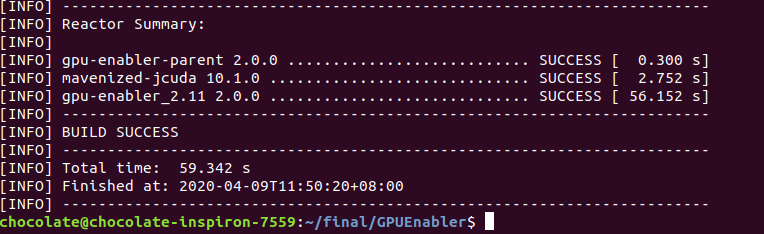 [INFO] ------------------------------------------------------------------------
[INFO] Reactor Summary:
[INFO]
[INFO] gpu-enabler-parent 2.0.0 ........................... SUCCESS [  0.300 s]
[INFO] mavenized-jcuda 10.1.0 ............................. SUCCESS [  2.752 s]
[INFO] gpu-enabler_2.11 2.0.0 ............................. SUCCESS [ 56.152 s]
[INFO] ------------------------------------------------------------------------
[INFO] BUILD SUCCESS
[INFO] ------------------------------------------------------------------------
[INFO] Total time:  59.342 s
[INFO] Finished at: 2020-04-09T11:50:20+08:00
[INFO] ------------------------------------------------------------------------
chocolate@chocolate-inspiron-7559:~/final/GPUEnabler$